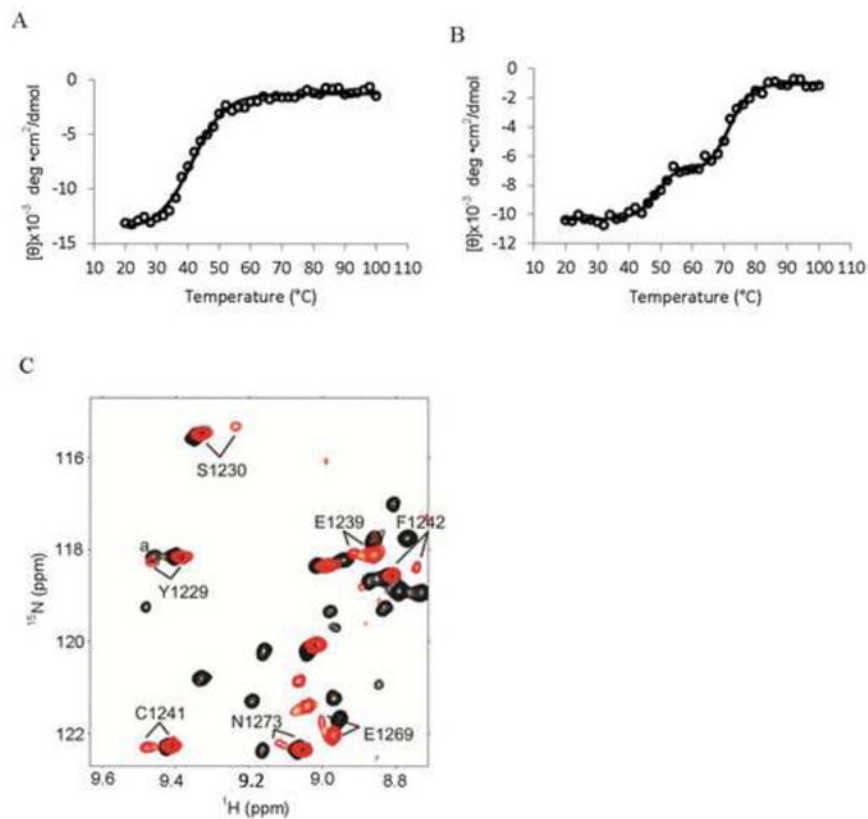 A
B
0
-5
-10
-15
[θ]x10⁻³ deg •cm²/dmol
10 20 30 40 50 60 70 80 90 100 110
Temperature (°C)
0
-2
-4
-6
-8
-10
-12
[θ]x10⁻³ deg •cm²/dmol
10 20 30 40 50 60 70 80 90 100 110
Temperature (°C)
C
116
118
120
122
¹⁵N (ppm)
S1230
E1239 F1242
a
Y1229
C1241 N1273 E1269
9.6 9.4 9.2 9.0 8.8
¹H (ppm)